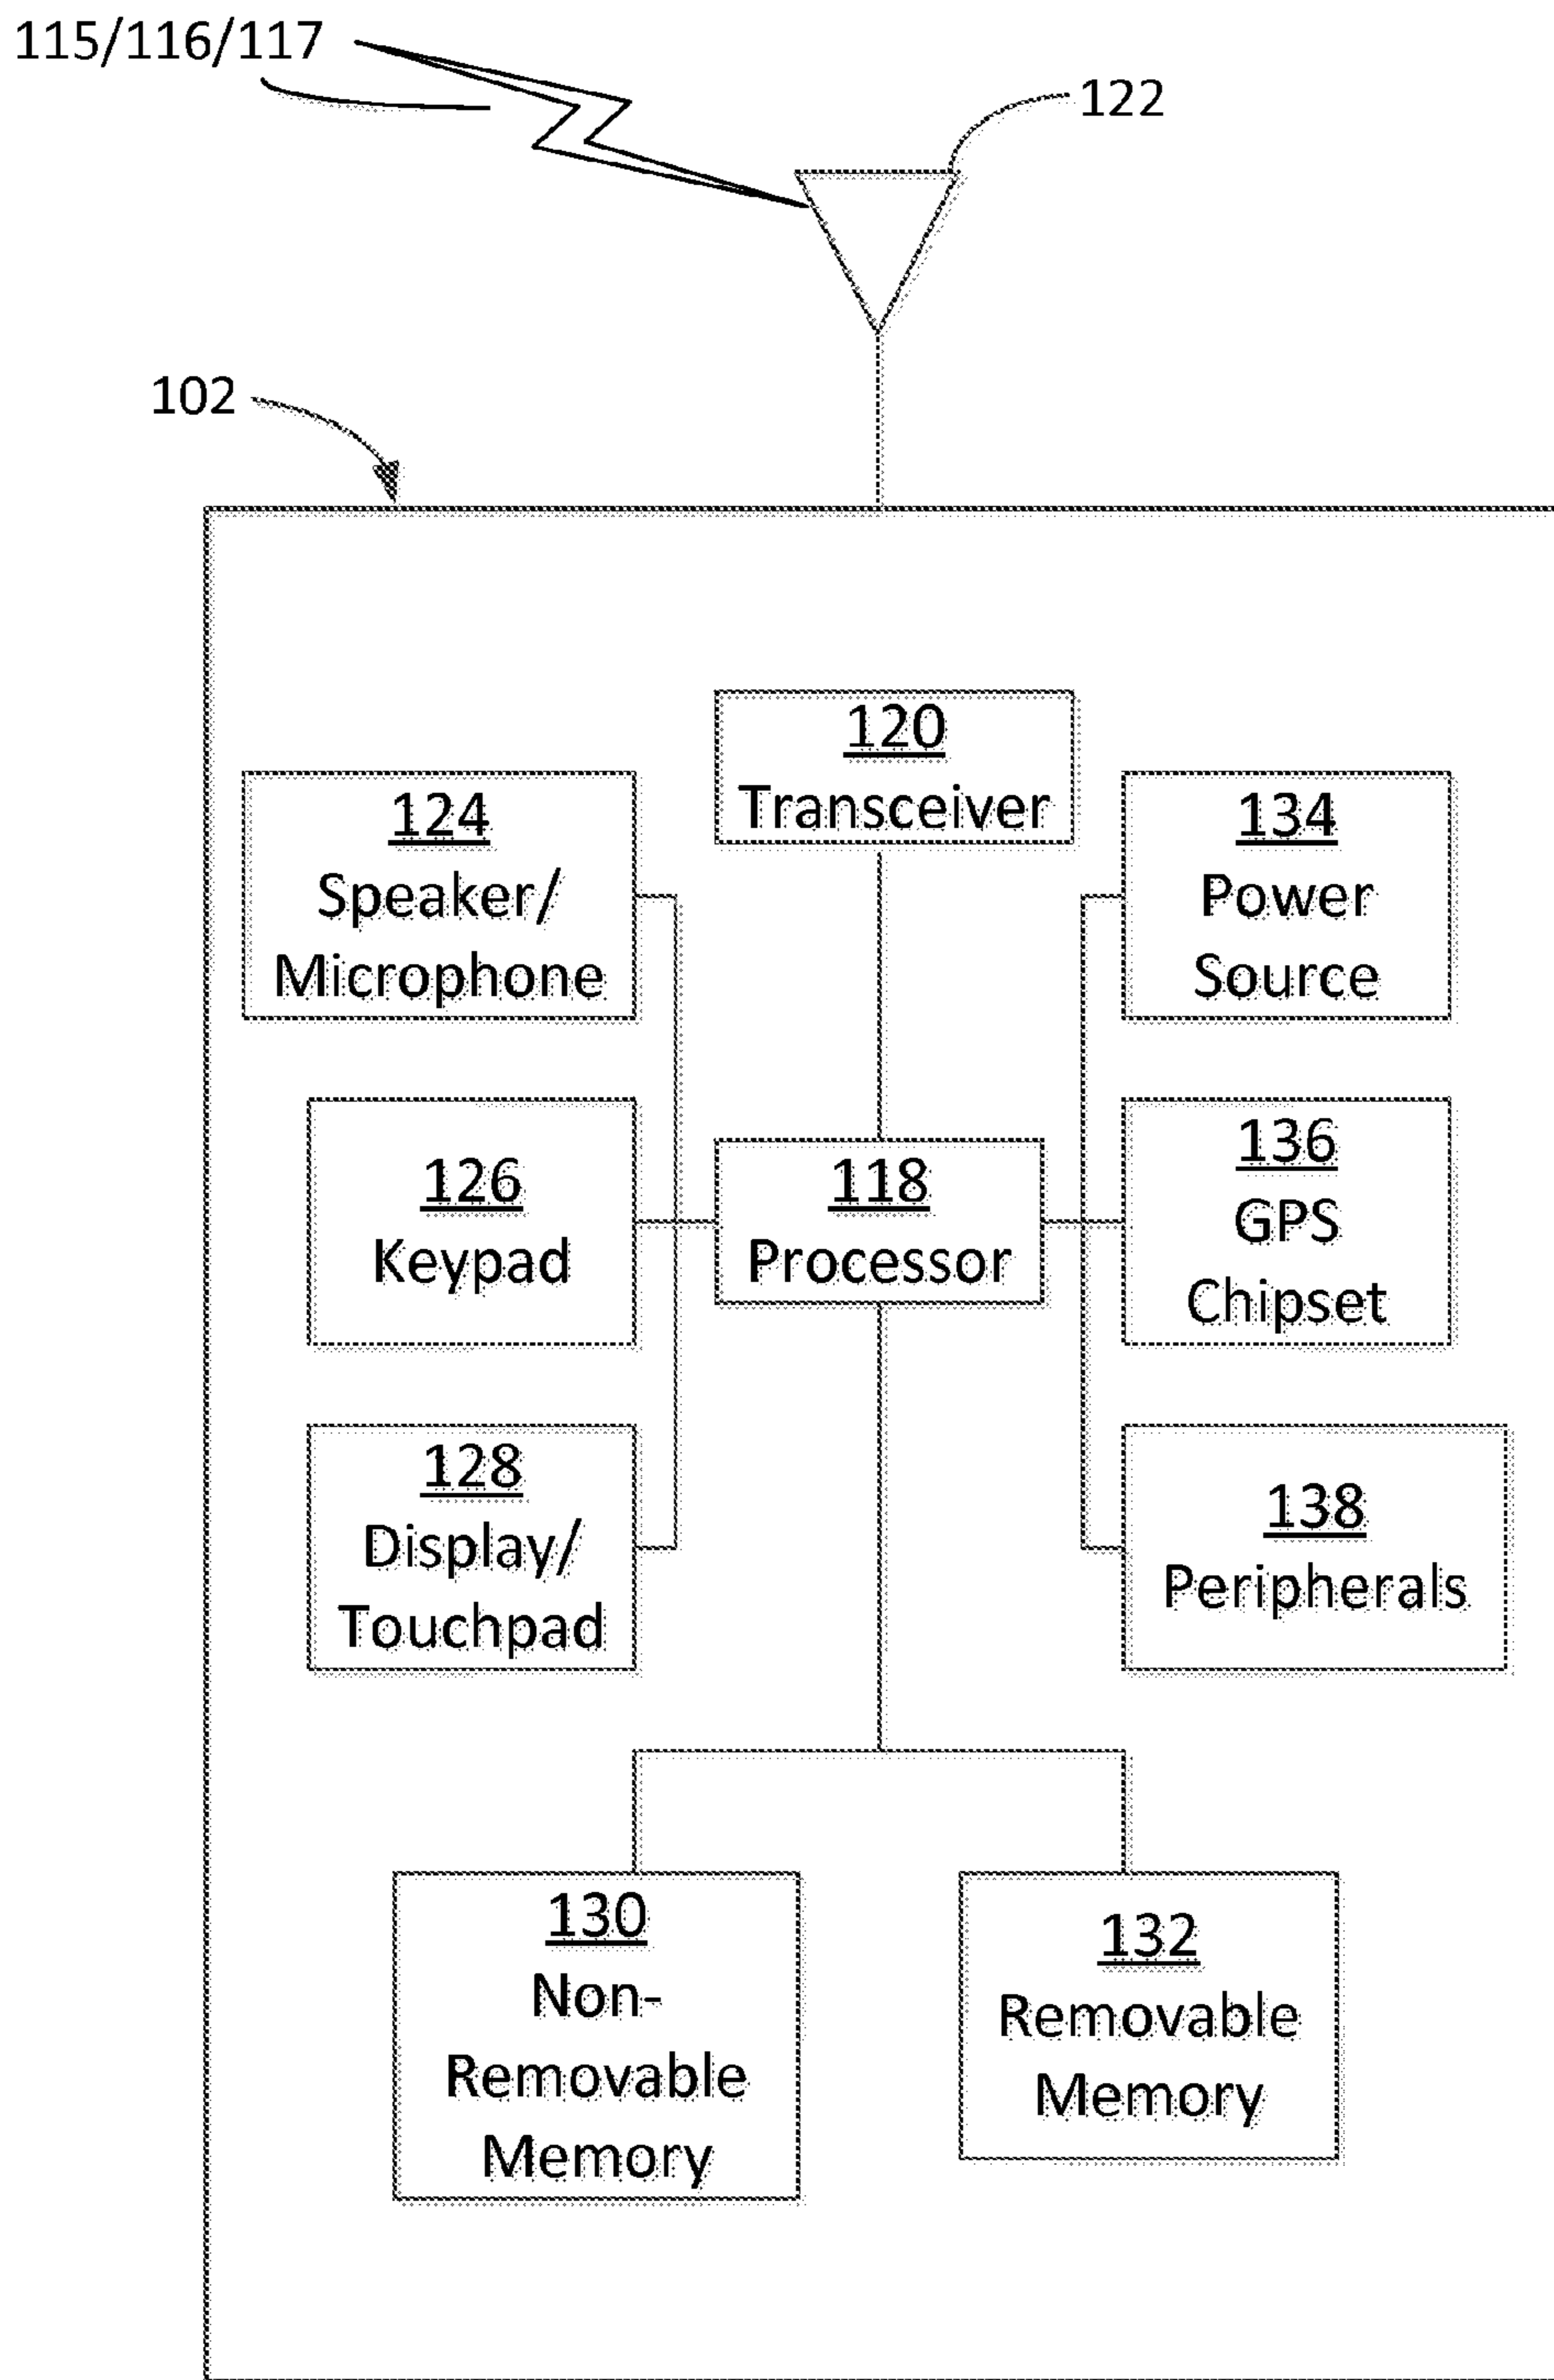 115/116/117
122
102
120
Transceiver
124
Speaker/
Microphone
134
Power
Source
126
Keypad
118
Processor
136
GPS
Chipset
128
Display/
Touchpad
138
Peripherals
130
Non-
Removable
Memory
132
Removable
Memory